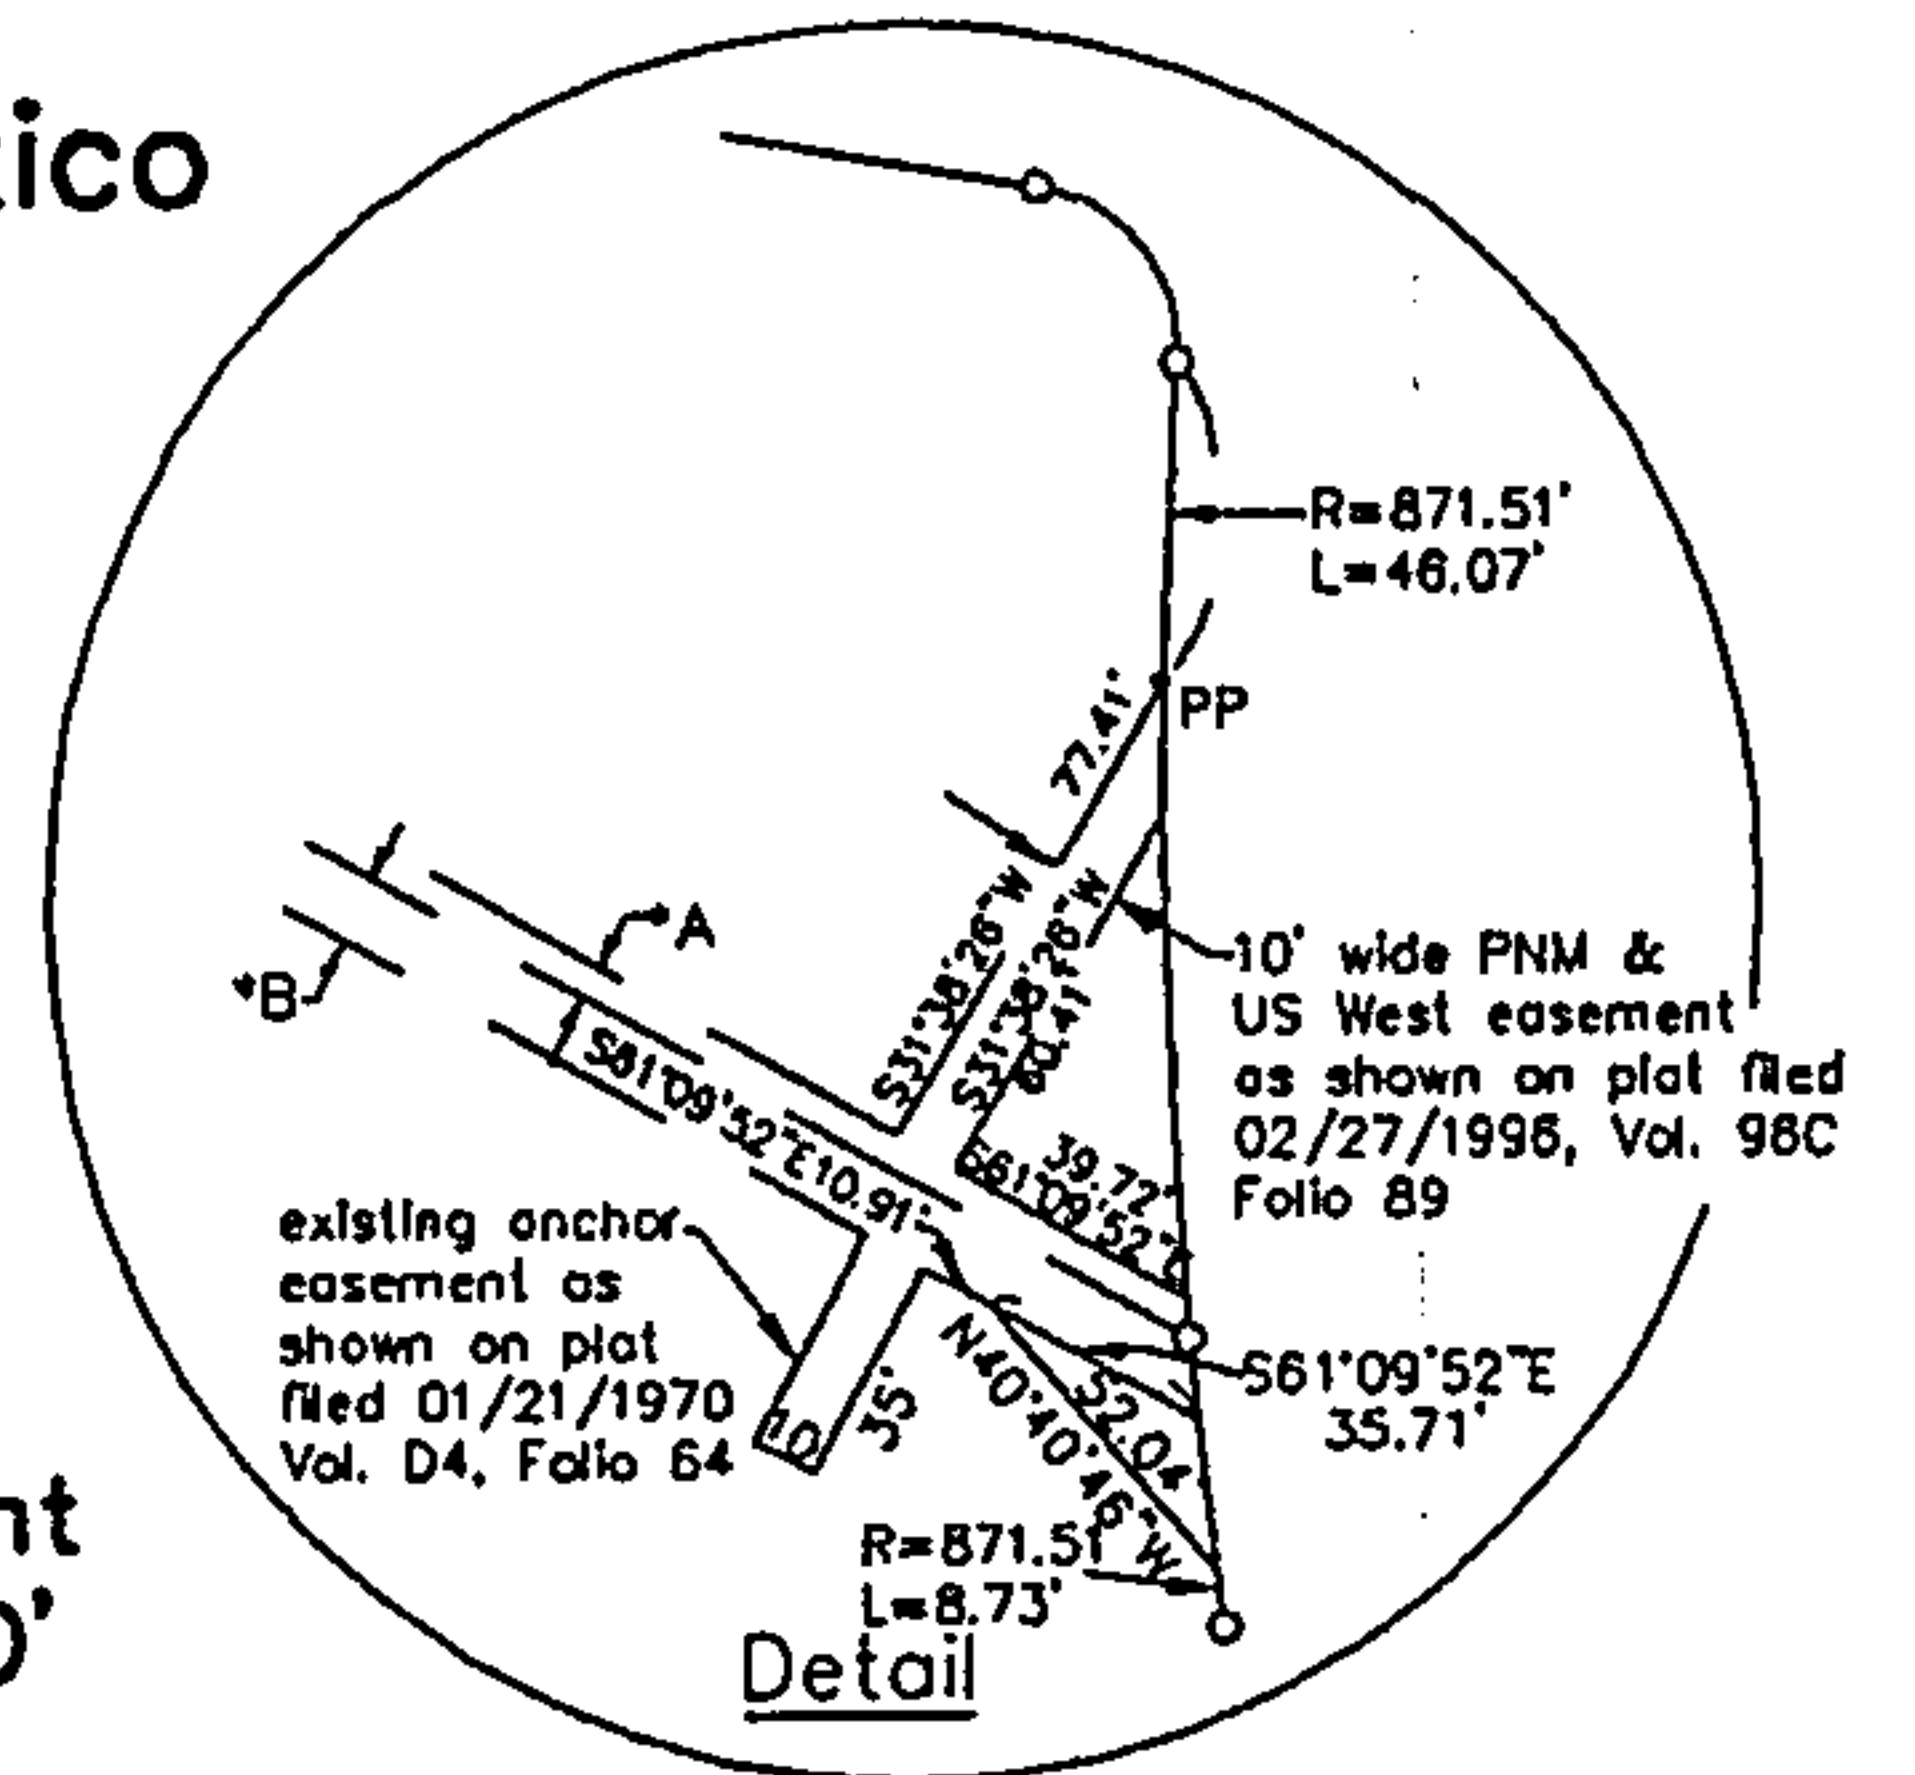 ico
R=871.51'
L=46.07'
77.41'
PP
A
*B
S31°38'26"W
S31°38'26"W
60.41'
10' wide PNM &
US West easement
as shown on plat filed
02/27/1996, Vol. 96C
Folio 89
S61°09'52"E
10.91'
39.72'
S61°09'52"E
existing anchor
easement as
shown on plat
filed 01/21/1970
Vol. D4, Folio 64
35'
N40°40'46"W
52.04'
S61°09'52"E
35.71'
R=871.51'
L=8.73'
Detail
nt